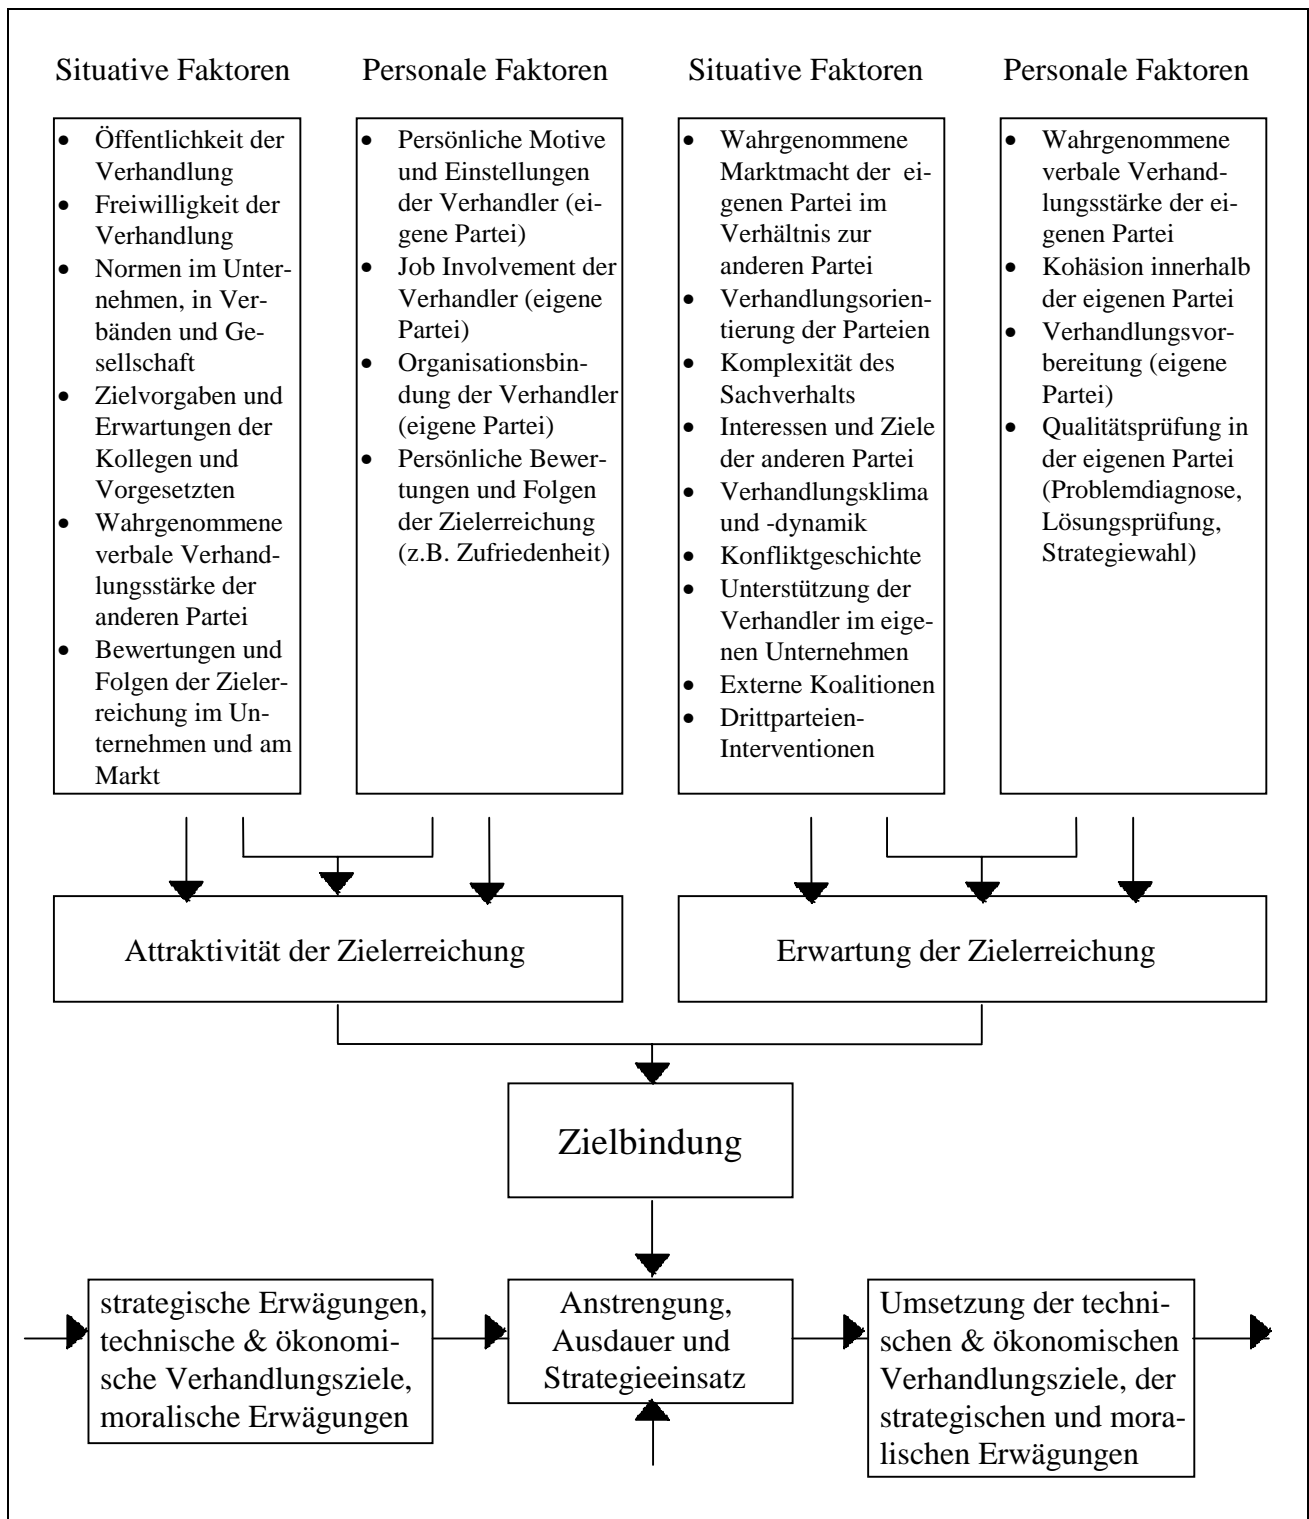 Situative Faktoren
Personale Faktoren
Situative Faktoren
Personale Faktoren
• Öffentlichkeit der
Verhandlung
• Freiwilligkeit der
Verhandlung
• Normen im Unter-
nehmen, in Ver-
bänden und Ge-
sellschaft
• Zielvorgaben und
Erwartungen der
Kollegen und
Vorgesetzten
• Wahrgenommene
verbale Verhand-
lungsstärke der
anderen Partei
• Bewertungen und
Folgen der Zieler-
reichung im Un-
ternehmen und am
Markt
• Persönliche Motive
und Einstellungen
der Verhandler (ei-
gene Partei)
• Job Involvement der
Verhandler (eigene
Partei)
• Organisationsbin-
dung der Verhandler
(eigene Partei)
• Persönliche Bewer-
tungen und Folgen
der Zielerreichung
(z.B. Zufriedenheit)
• Wahrgenommene
Marktmacht der ei-
genen Partei im
Verhältnis zur
anderen Partei
• Verhandlungsorien-
tierung der Parteien
• Komplexität des
Sachverhalts
• Interessen und Ziele
der anderen Partei
• Verhandlungsklima
und -dynamik
• Konfliktgeschichte
• Unterstützung der
Verhandler im eige-
nen Unternehmen
• Externe Koalitionen
• Drittparteien-
Interventionen
• Wahrgenommene
verbale Verhand-
lungsstärke der ei-
genen Partei
• Kohäsion innerhalb
der eigenen Partei
• Verhandlungsvor-
bereitung (eigene
Partei)
• Qualitätsprüfung in
der eigenen Partei
(Problemdiagnose,
Lösungsprüfung,
Strategiewahl)
Attraktivität der Zielerreichung
Erwartung der Zielerreichung
Zielbindung
strategische Erwägungen,
technische & ökonomi-
sche Verhandlungsziele,
moralische Erwägungen
Anstrengung,
Ausdauer und
Strategieeinsatz
Umsetzung der techni-
schen & ökonomischen
Verhandlungsziele, der
strategischen und mora-
lischen Erwägungen